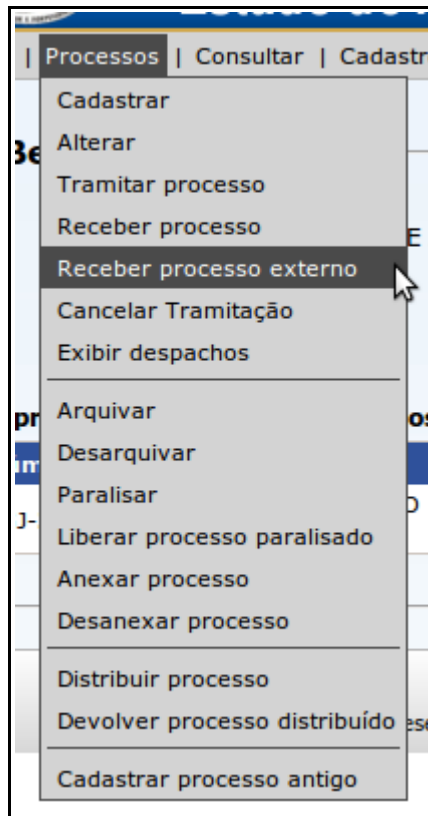 | Processos | Consultar | Cadastr
Cadastrar
Alterar
Tramitar processo
Receber processo
Receber processo externo
Cancelar Tramitação
Exibir despachos
Arquivar
Desarquivar
Paralisar
Liberar processo paralisado
Anexar processo
Desanexar processo
Distribuir processo
Devolver processo distribuído
Cadastrar processo antigo